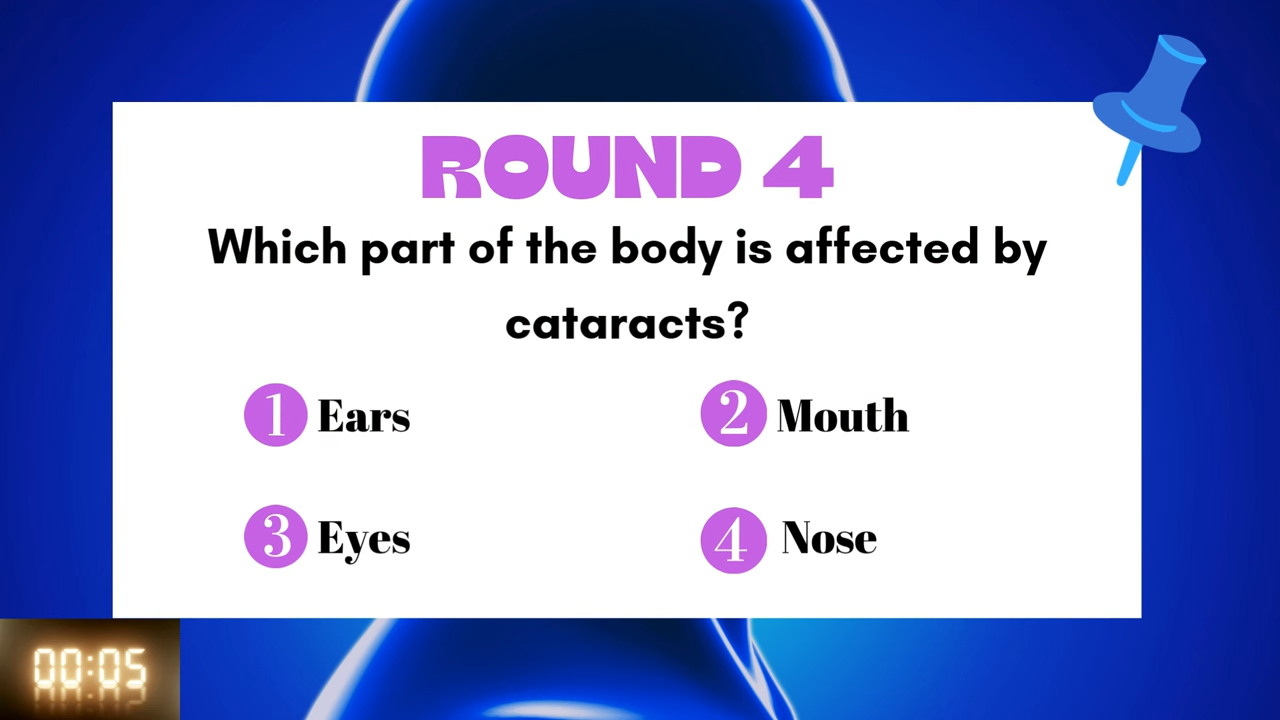 ROUND 4
Which part of the body is affected by
cataracts?
1 Ears
2 Mouth
3 Eyes
4 Nose
00:05